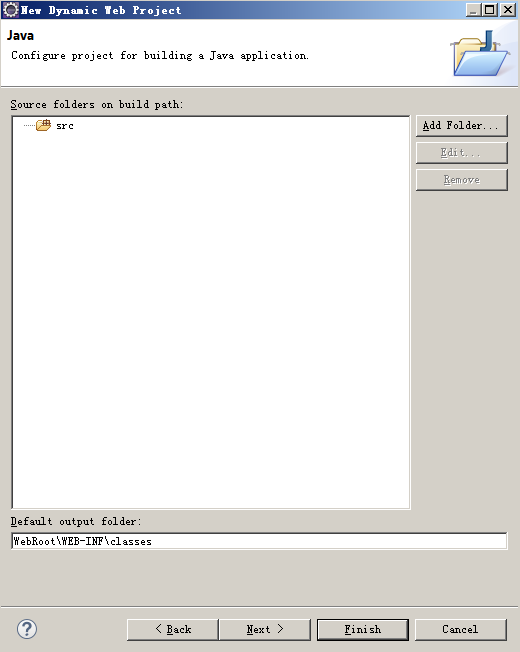 New Dynamic Web Project
Java
Configure project for building a Java application.
Source folders on build path:
src
Add Folder...
Edit...
Remove
Default output folder:
WebRoot\WEB-INF\classes
?
< Back
Next >
Finish
Cancel